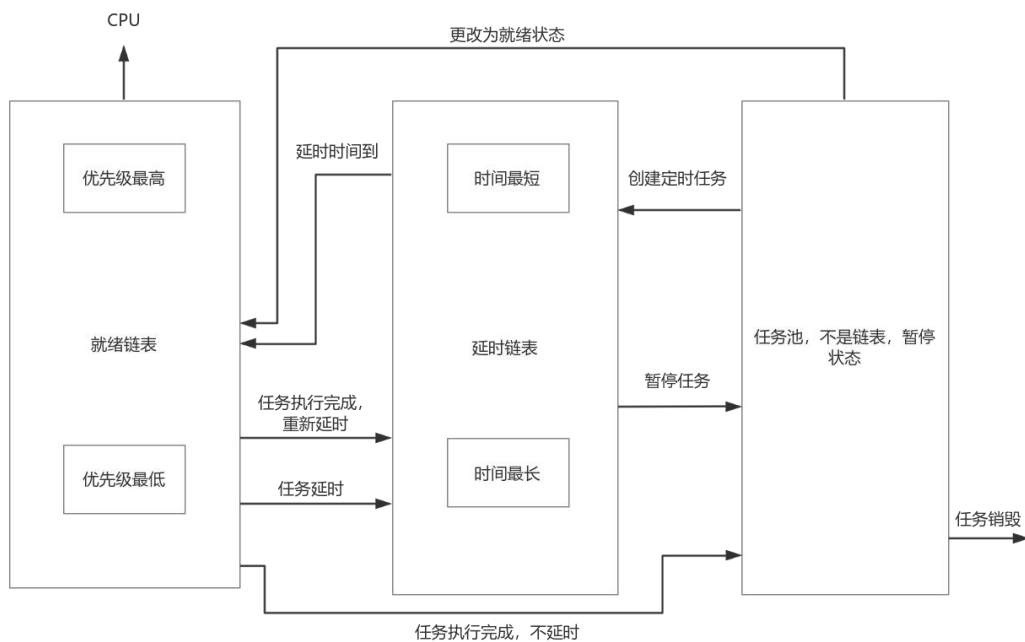 CPU
更改为就绪状态
优先级最高
延时时间到
时间最短
创建定时任务
就绪链表
延时链表
任务池，不是链表，暂停
状态
暂停任务
任务执行完成，
重新延时
优先级最低
任务延时
时间最长
任务销毁
任务执行完成，不延时